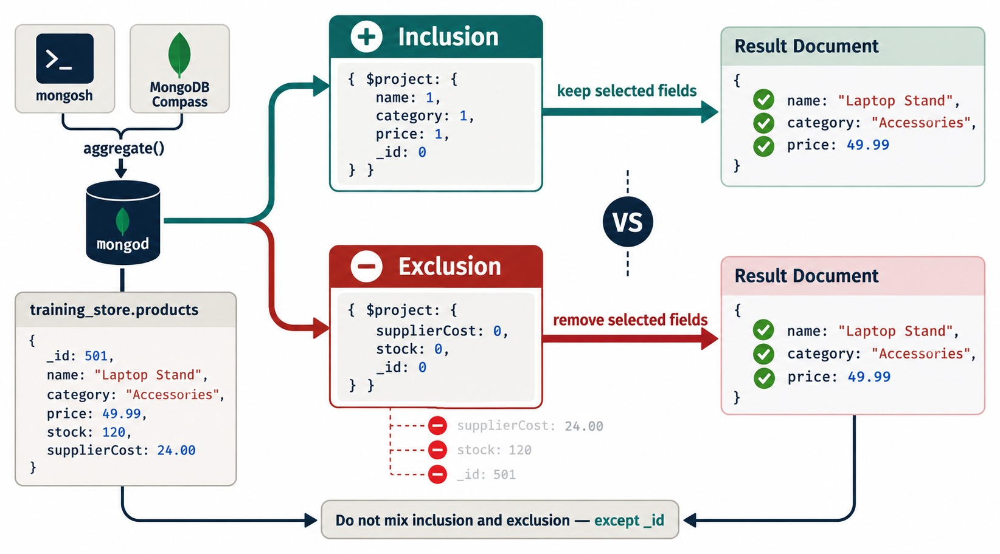 >_
mongosh
MongoDB
Compass
aggregate()
mongod
training_store.products
{
_id: 501,
name: "Laptop Stand",
category: "Accessories",
price: 49.99,
stock: 120,
supplierCost: 24.00
}
Inclusion
{ $project: {
name: 1,
category: 1,
price: 1,
_id: 0
} }
keep selected fields
Result Document
{
name: "Laptop Stand",
category: "Accessories",
price: 49.99
}
VS
Exclusion
{ $project: {
supplierCost: 0,
stock: 0,
_id: 0
} }
supplierCost: 24.00
stock: 120
_id: 501
remove selected fields
Result Document
{
name: "Laptop Stand",
category: "Accessories",
price: 49.99
}
Do not mix inclusion and exclusion — except _id